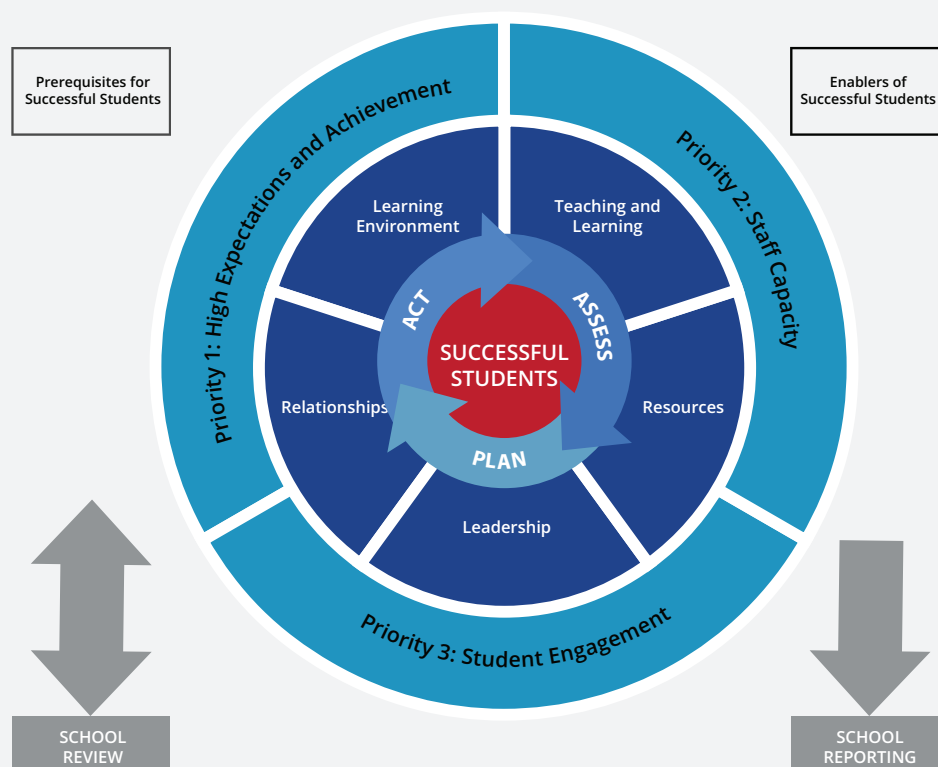 Prerequisites for
Successful Students
Enablers of
Successful Students
Priority 1: High Expectations and Achievement
Priority 2: Staff Capacity
Learning
Environment
Teaching and
Learning
ACT
ASSESS
SUCCESSFUL
STUDENTS
Relationships
Resources
PLAN
Leadership
Priority 3: Student Engagement
SCHOOL
REVIEW
SCHOOL
REPORTING